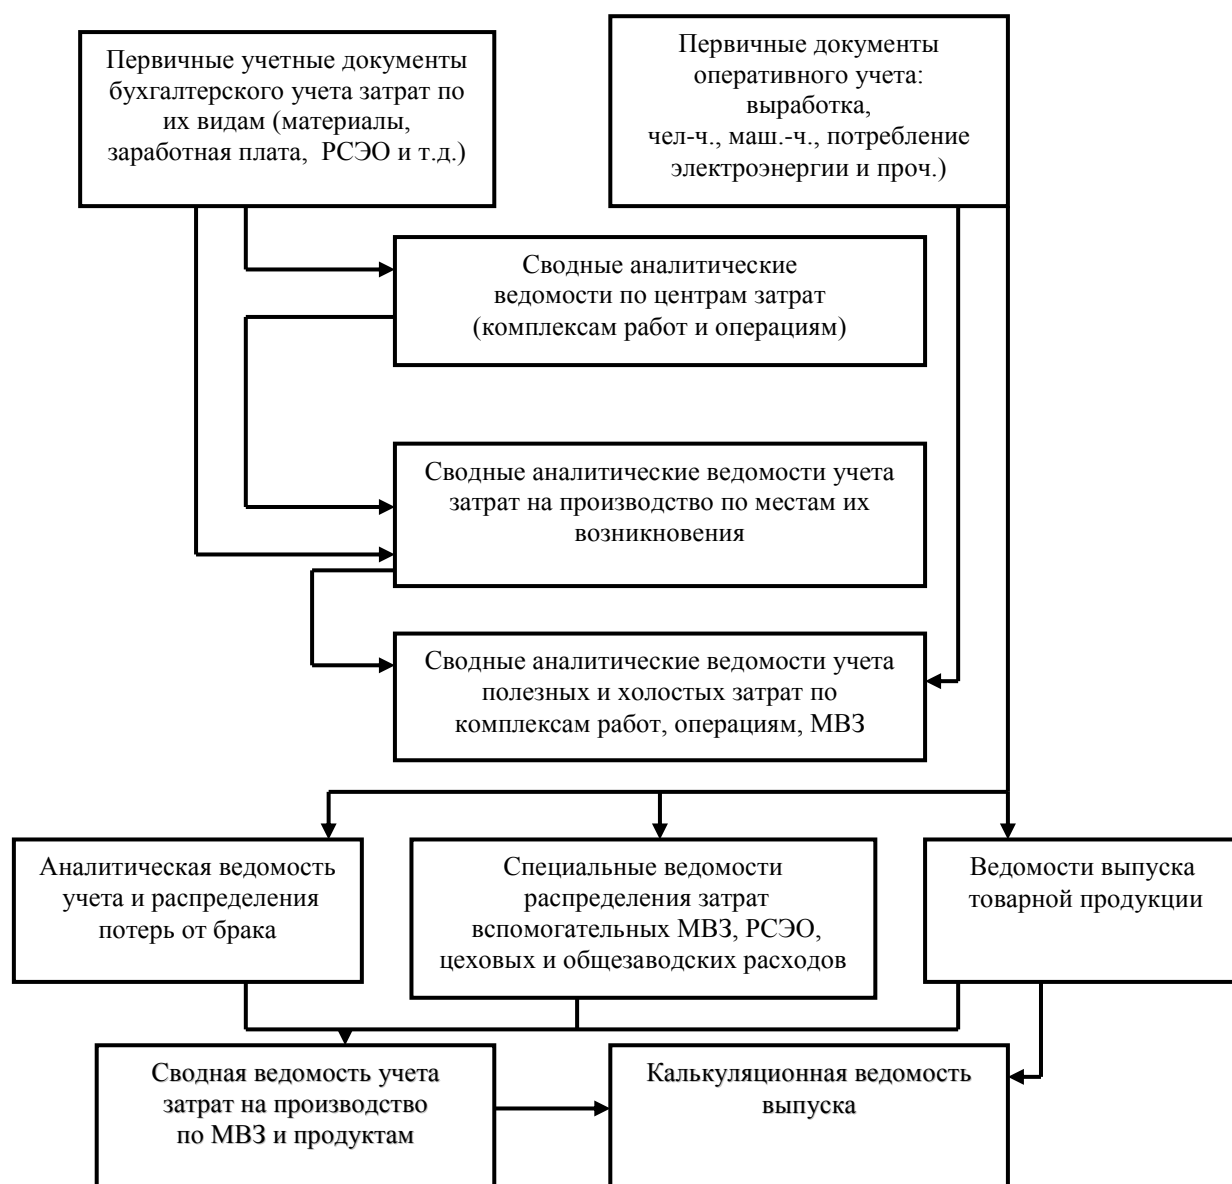 Первичные учетные документы
бухгалтерского учета затрат по
их видам (материалы,
заработная плата, РСЭО и т.д.)
Первичные документы
оперативного учета:
выработка,
чел-ч., маш.-ч., потребление
электроэнергии и проч.)
Сводные аналитические
ведомости по центрам затрат
(комплексам работ и операциям)
Сводные аналитические ведомости учета
затрат на производство по местам их
возникновения
Сводные аналитические ведомости учета
полезных и холостых затрат по
комплексам работ, операциям, МВЗ
Аналитическая ведомость
учета и распределения
потерь от брака
Специальные ведомости
распределения затрат
вспомогательных МВЗ, РСЭО,
цеховых и общезаводских расходов
Ведомости выпуска
товарной продукции
Сводная ведомость учета
затрат на производство
по МВЗ и продуктам
Калькуляционная ведомость
выпуска